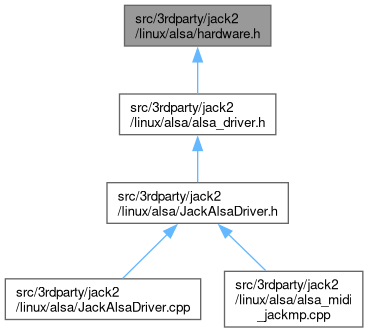 src/3rdparty/jack2
/linux/alsa/hardware.h
src/3rdparty/jack2
/linux/alsa/alsa_driver.h
src/3rdparty/jack2
/linux/alsa/JackAlsaDriver.h
src/3rdparty/jack2
/linux/alsa/JackAlsaDriver.cpp
src/3rdparty/jack2
/linux/alsa/alsa_midi
_jackmp.cpp